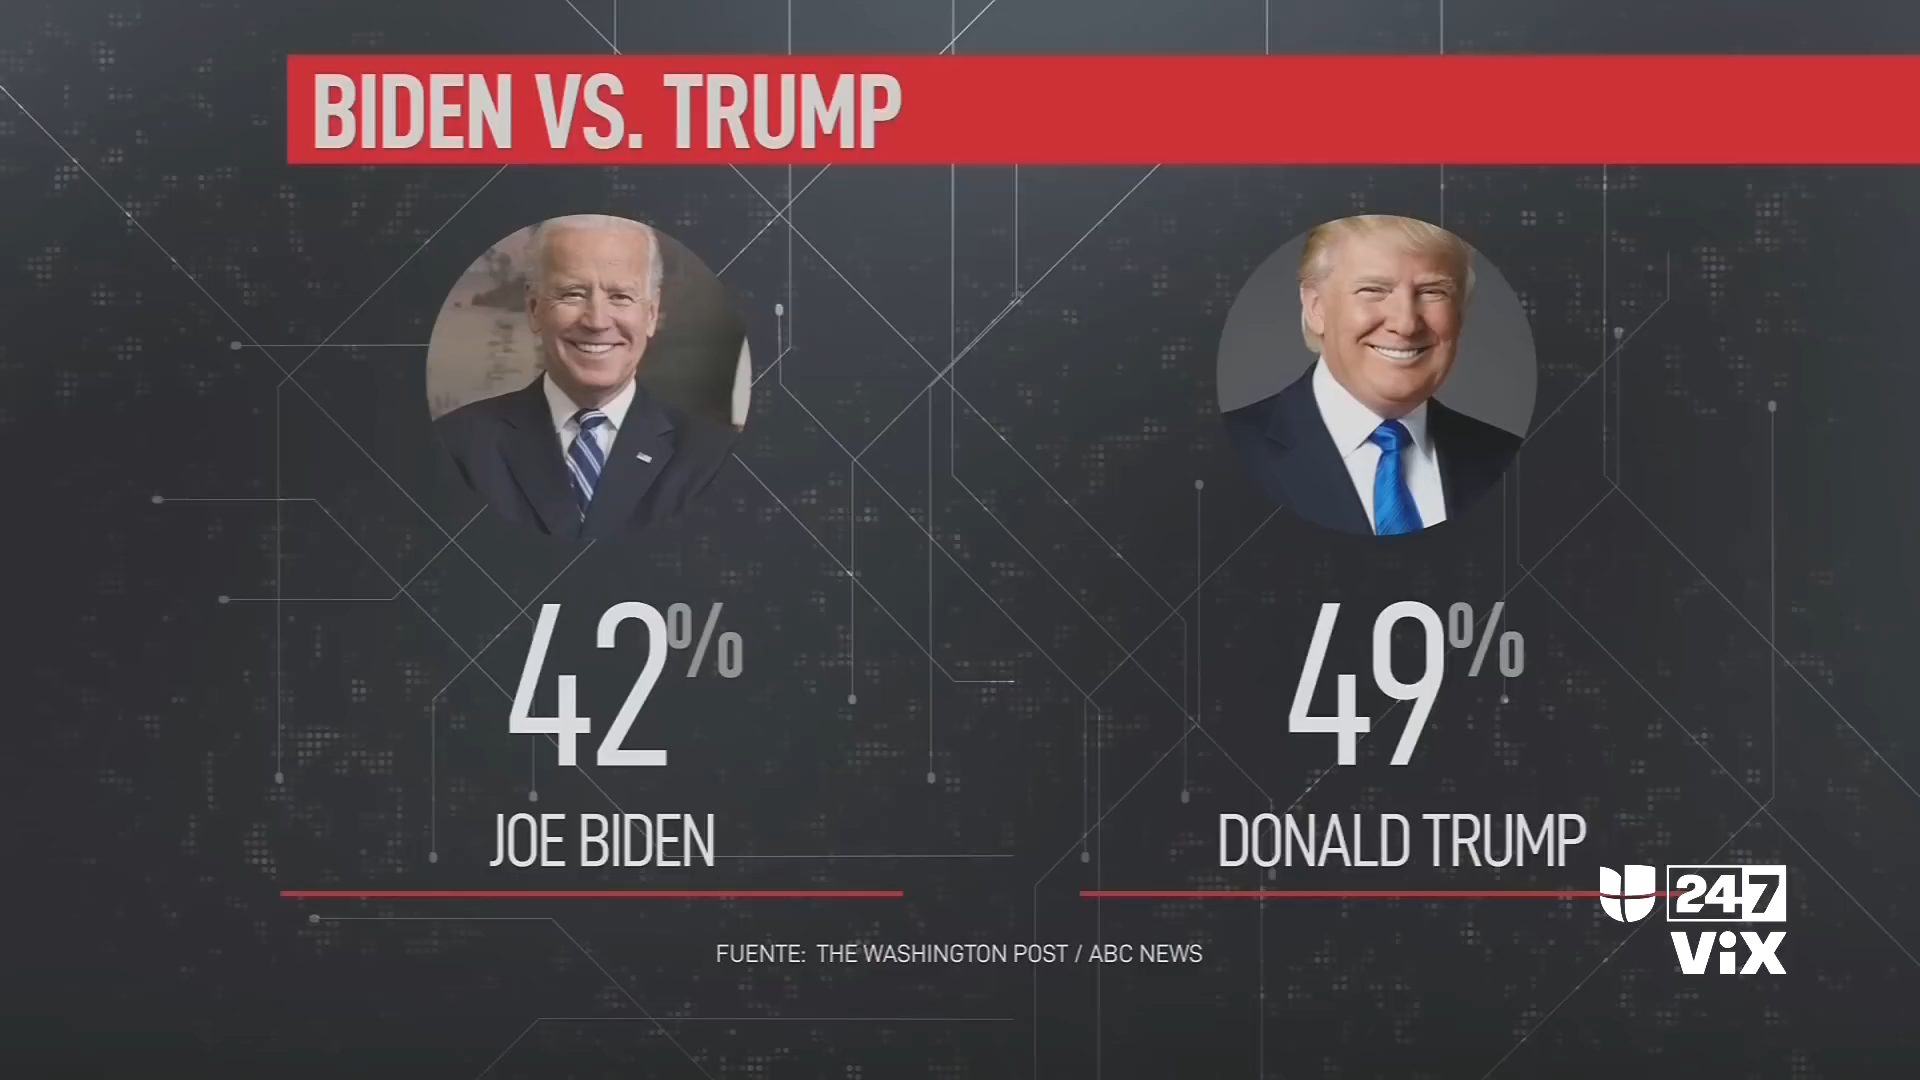 BIDEN VS. TRUMP
42%
JOE BIDEN
49%
DONALD TRUMP
FUENTE: THE WASHINGTON POST / ABC NEWS
24-7
ViX